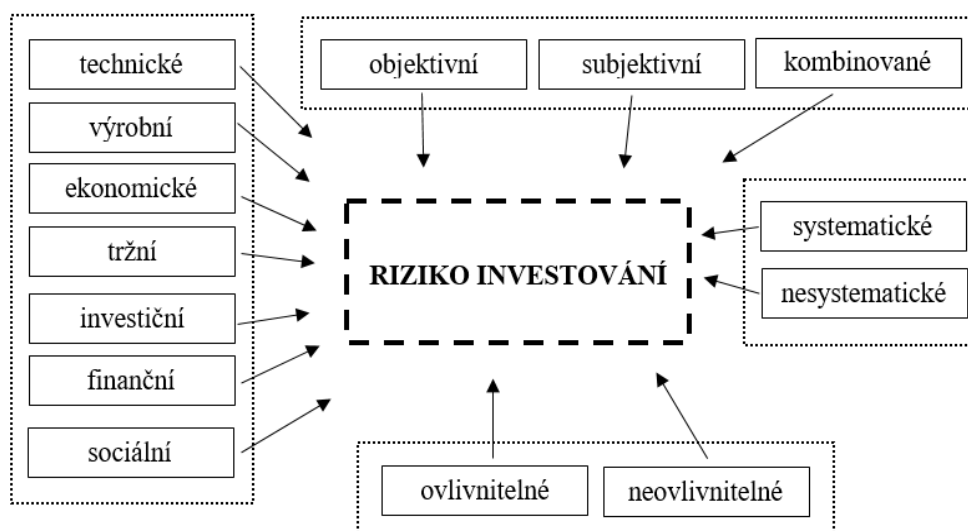 technické
výrobní
ekonomické
tržní
investiční
finanční
sociální
objektivní
subjektivní
kombinované
RIZIKO INVESTOVÁNÍ
systematické
nesystematické
ovlivnitelné
neovlivnitelné